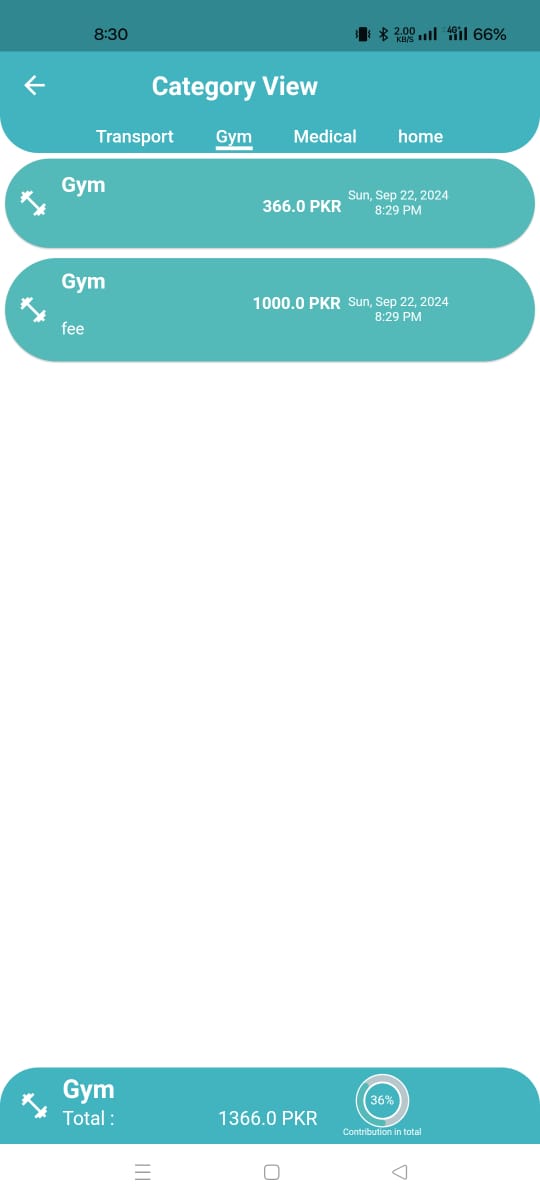 8:30 2.00 KB/S 4G+ 66%
Category View
Transport Gym Medical home
Gym
366.0 PKR Sun, Sep 22, 2024
8:29 PM
Gym
1000.0 PKR Sun, Sep 22, 2024
8:29 PM
fee
Gym
Total : 1366.0 PKR 36%
Contribution in total